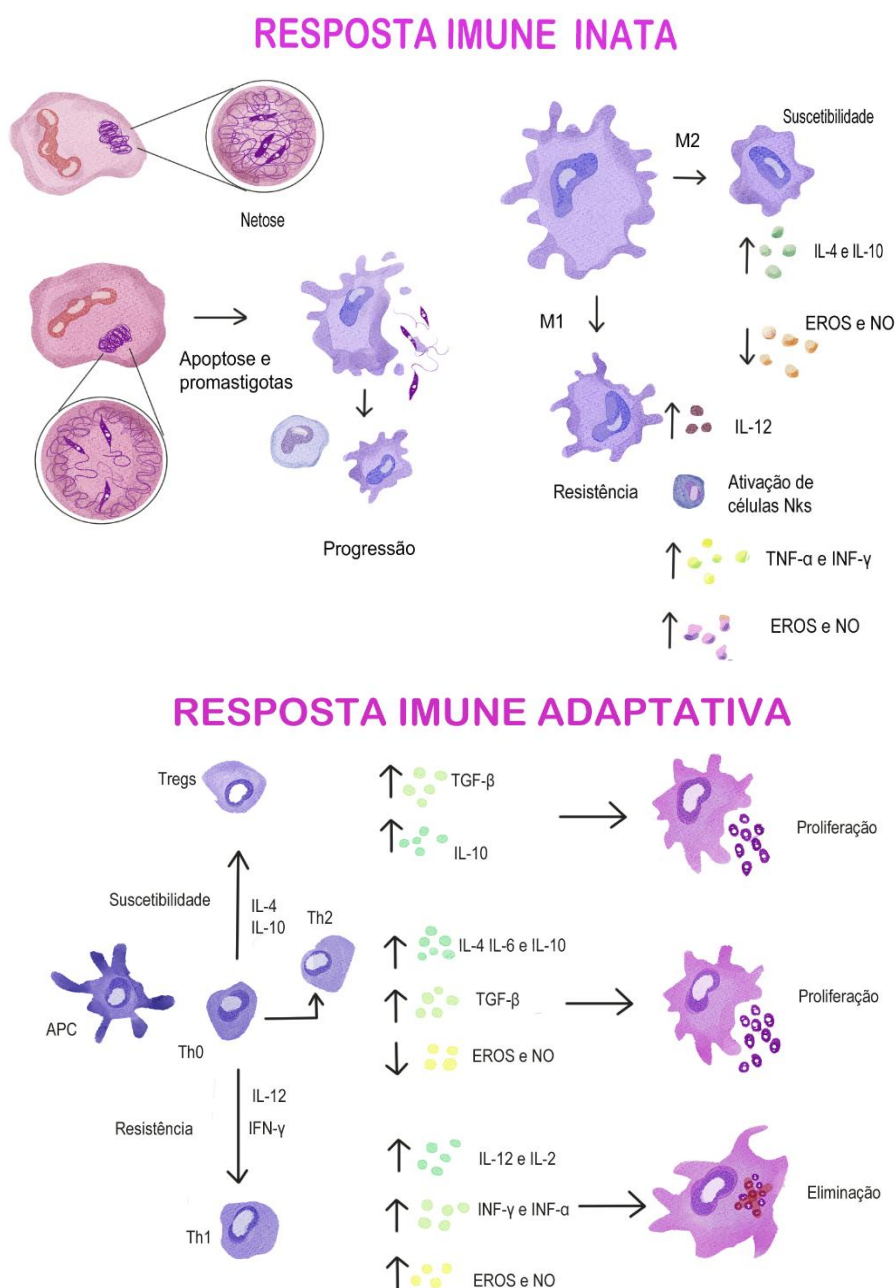 RESPOSTA IMUNE INATA
Netose
Apoptose e
promastigotas
Progressão
M2
Suscetibilidade
IL-4 e IL-10
EROS e NO
M1
Resistência
IL-12
Ativação de
células Nks
TNF-α e INF-γ
EROS e NO
RESPOSTA IMUNE ADAPTATIVA
Tregs
Suscetibilidade
IL-4
IL-10
Th2
APC
Th0
IL-12
Resistência
IFN-γ
Th1
TGF-β
IL-10
Proliferação
IL-4 IL-6 e IL-10
TGF-β
EROS e NO
Proliferação
IL-12 e IL-2
INF-γ e INF-α
EROS e NO
Eliminação